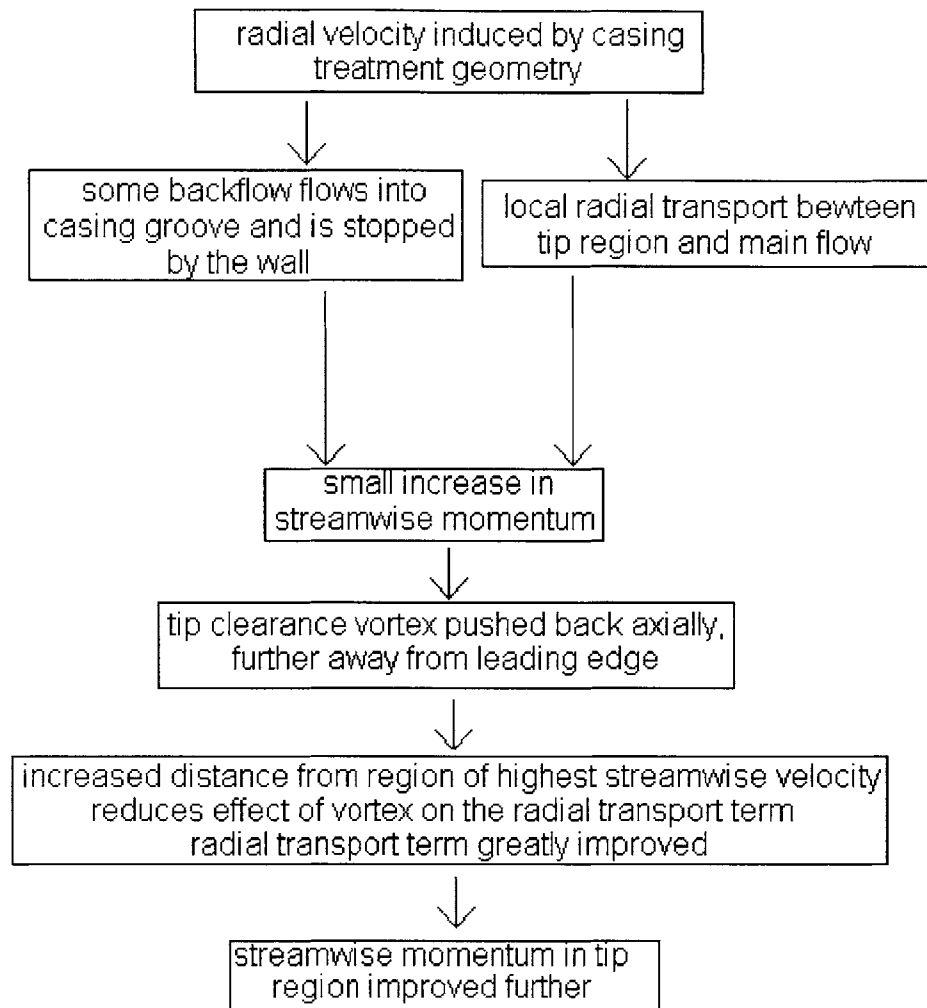 radial velocity induced by casing
treatment geometry
some backflow flows into
casing groove and is stopped
by the wall
local radial transport bewteen
tip region and main flow
small increase in
streamwise momentum
tip clearance vortex pushed back axially,
further away from leading edge
increased distance from region of highest streamwise velocity
reduces effect of vortex on the radial transport term
radial transport term greatly improved
streamwise momentum in tip
region improved further